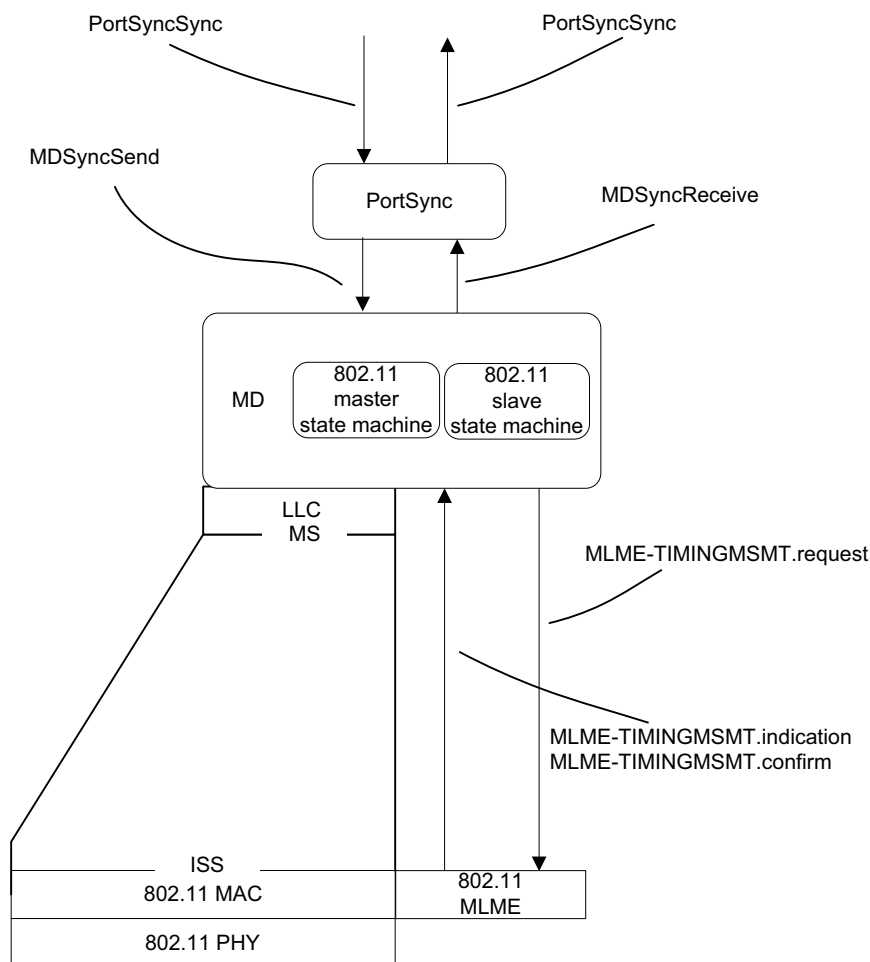 PortSyncSync
PortSyncSync
MDSyncSend
PortSync
MDSyncReceive
MD
802.11
master
state machine
802.11
slave
state machine
LLC
MS
MLME-TIMINGMSMT.request
MLME-TIMINGMSMT.indication
MLME-TIMINGMSMT.confirm
ISS
802.11 MAC
802.11
MLME
802.11 PHY